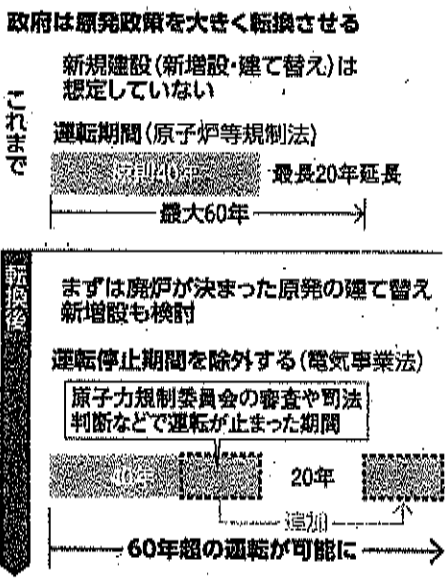 政府は原発政策を大きく転換させる
これまで
新規建設(新増設・建て替え)は
想定していない
運転期間(原子炉等規制法)
原則40年
最長20年延長
最大60年
転換後
まずは廃炉が決まった原発の建て替え
新増設も検討
運転停止期間を除外する(電気事業法)
原子力規制委員会の審査や司法
判断などで運転が止まった期間
40年
20年
追加
60年超の運転が可能に